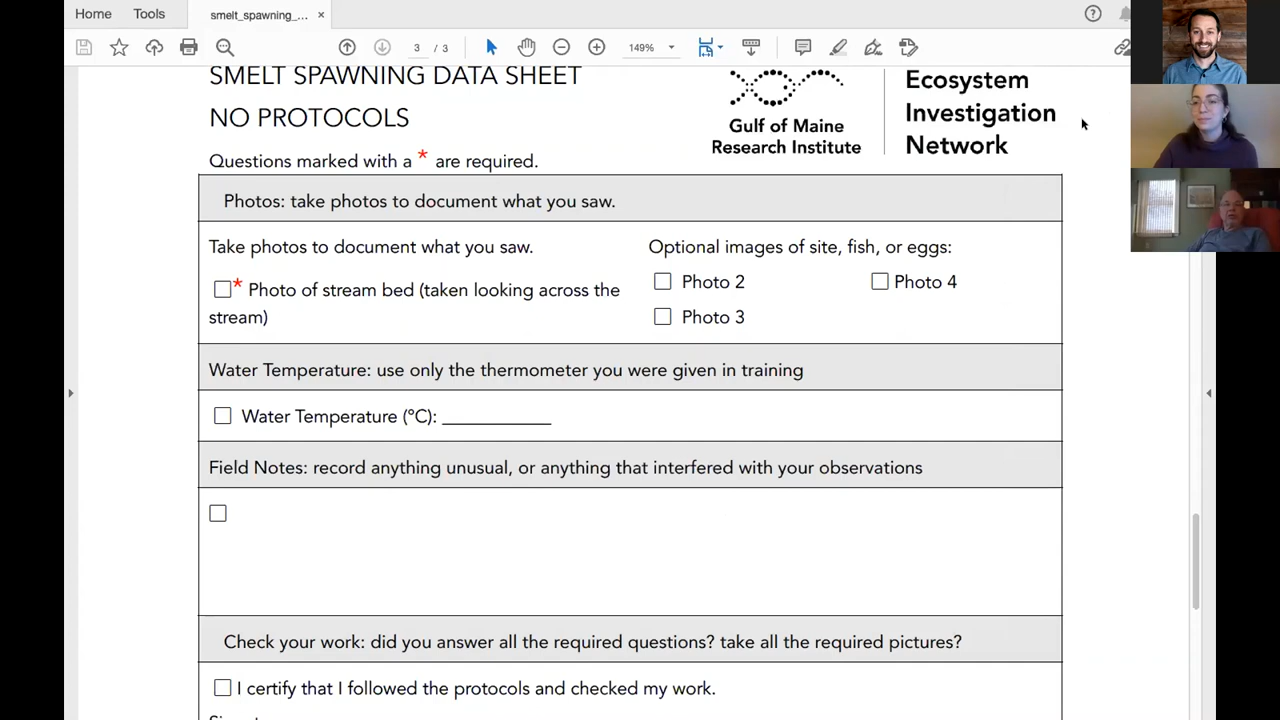 Home Tools smelt_spawning_... ×
3 / 3 149%
SMELT SPAWNING DATA SHEET
NO PROTOCOLS
Questions marked with a * are required.
Gulf of Maine
Research Institute
Ecosystem
Investigation
Network
Photos: take photos to document what you saw.
Take photos to document what you saw.
* Photo of stream bed (taken looking across the
stream)
Optional images of site, fish, or eggs:
Photo 2 Photo 4
Photo 3
Water Temperature: use only the thermometer you were given in training
Water Temperature (°C): ___________
Field Notes: record anything unusual, or anything that interfered with your observations
Check your work: did you answer all the required questions? take all the required pictures?
I certify that I followed the protocols and checked my work.